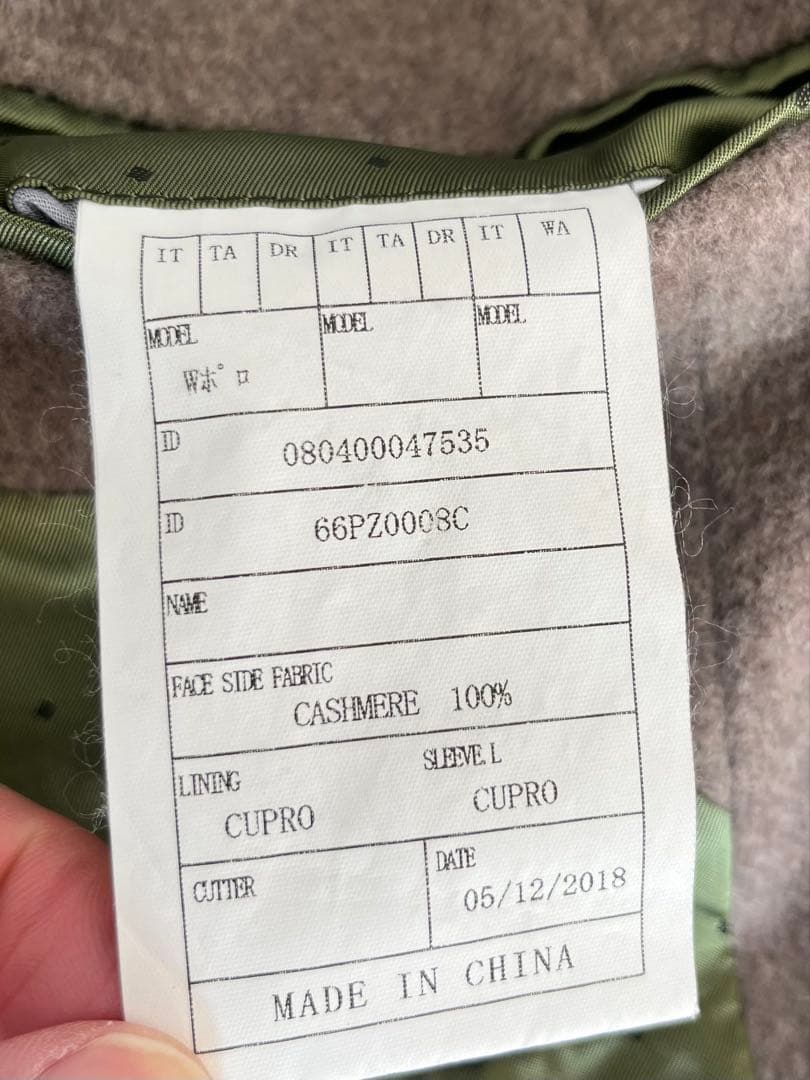 IT TA DR IT TA DR IT WA
MODEL MODEL MODEL
Wポロ
ID 080400047535
ID 66PZ0008C
NAME
FACE SIDE FABRIC
CASHMERE 100%
LINING SLEEVE.L
CUPRO CUPRO
CUTTER DATE
05/12/2018
MADE IN CHINA